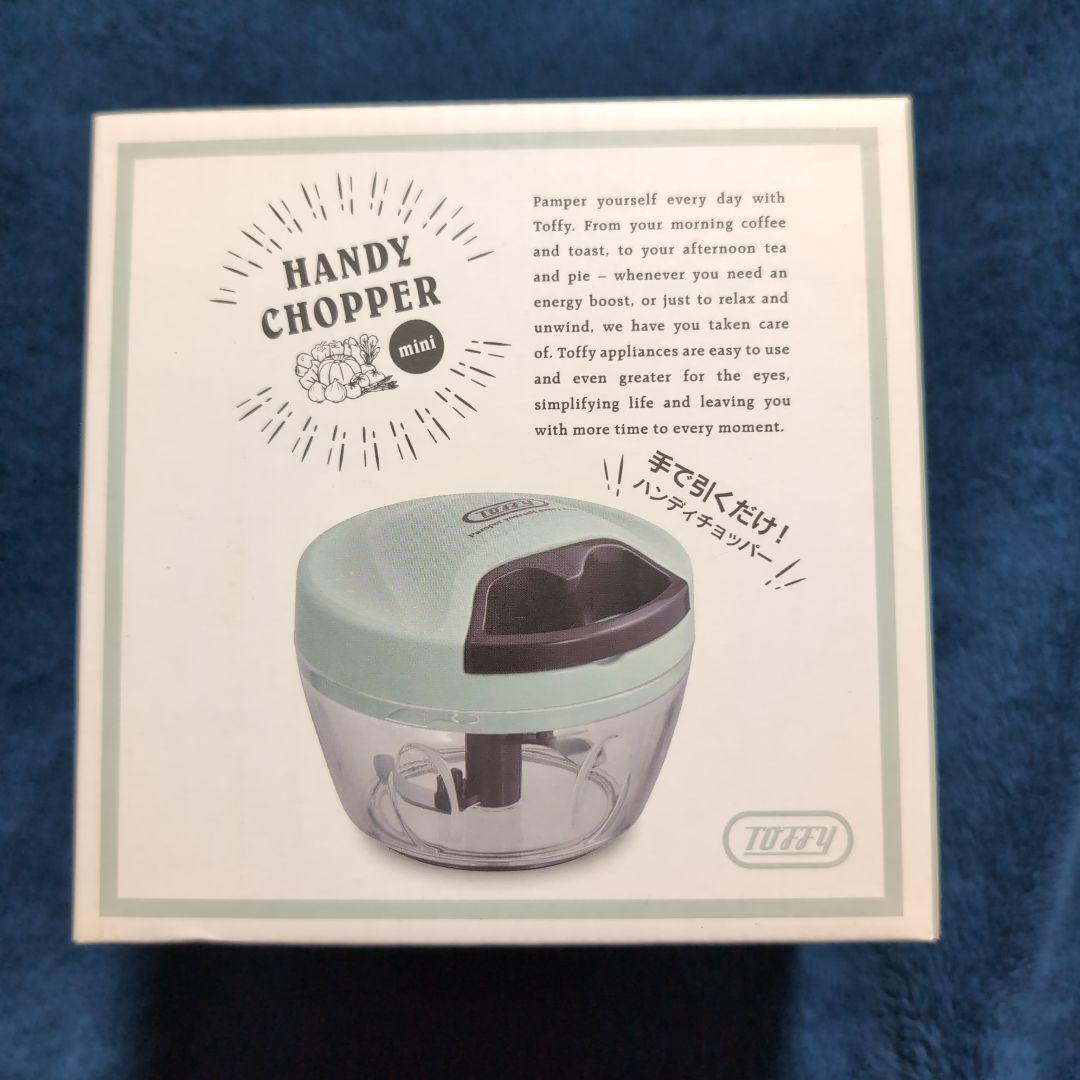 HANDY
CHOPPER
mini
Pamper yourself every day with
Toffy. From your morning coffee
and toast, to your afternoon tea
and pie – whenever you need an
energy boost, or just to relax and
unwind, we have you taken care
of. Toffy appliances are easy to use
and even greater for the eyes,
simplifying life and leaving you
with more time to every moment.
手で引くだけ!
ハンディチョッパー
TOFFY
Pamper yourself every
TOFFY